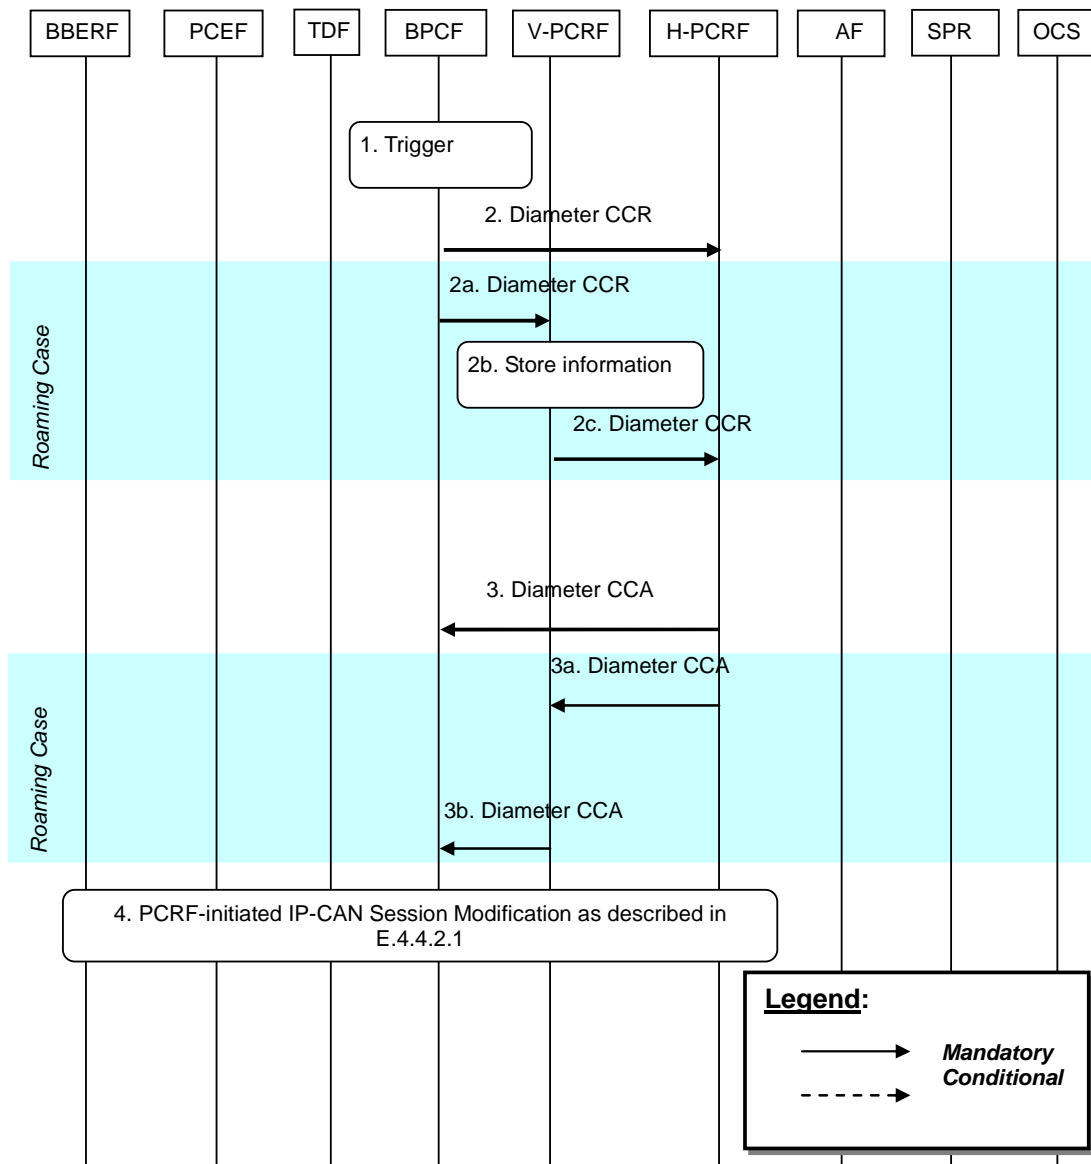 BBERF PCEF TDF BPCF V-PCRF H-PCRF AF SPR OCS
1. Trigger
2. Diameter CCR
2a. Diameter CCR
2b. Store information
2c. Diameter CCR
Roaming Case
3. Diameter CCA
3a. Diameter CCA
3b. Diameter CCA
Roaming Case
4. PCRF-initiated IP-CAN Session Modification as described in
E.4.4.2.1
Legend:
Mandatory
Conditional